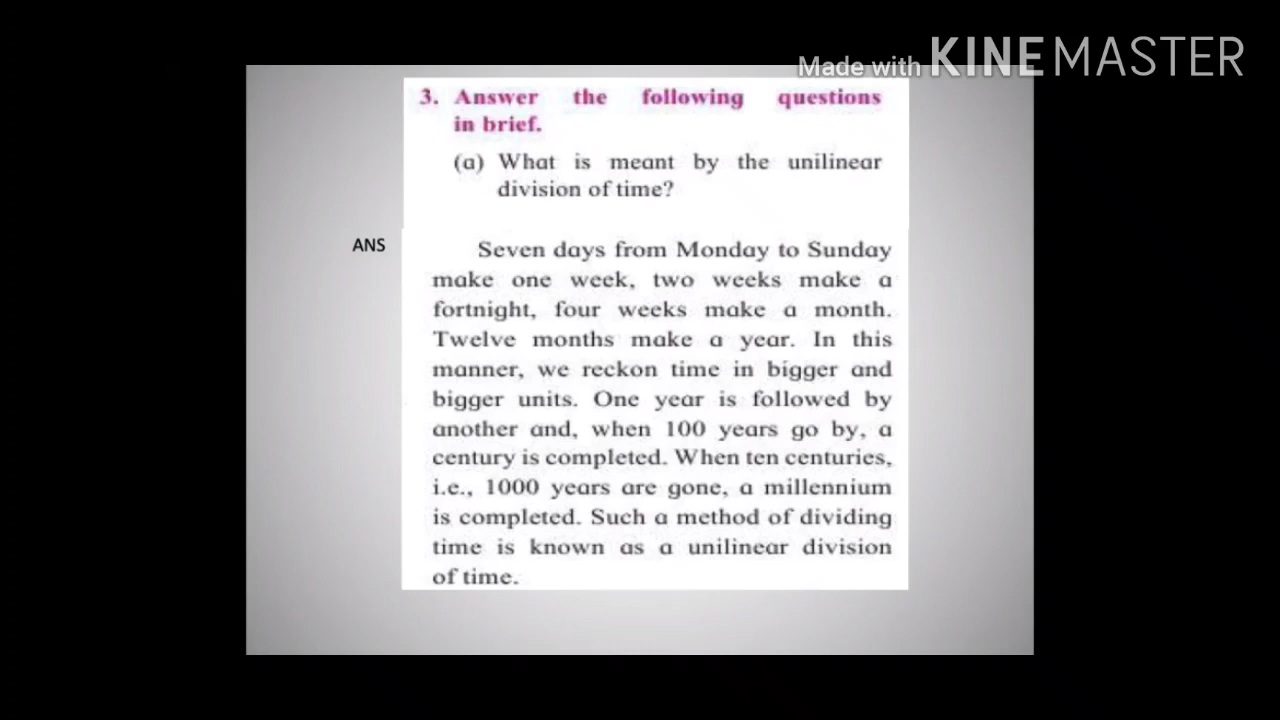 Made with KINEMASTER
3. Answer the following questions
in brief.
(a) What is meant by the unilinear
division of time?
ANS
Seven days from Monday to Sunday
make one week, two weeks make a
fortnight, four weeks make a month.
Twelve months make a year. In this
manner, we reckon time in bigger and
bigger units. One year is followed by
another and, when 100 years go by, a
century is completed. When ten centuries,
i.e., 1000 years are gone, a millennium
is completed. Such a method of dividing
time is known as a unilinear division
of time.